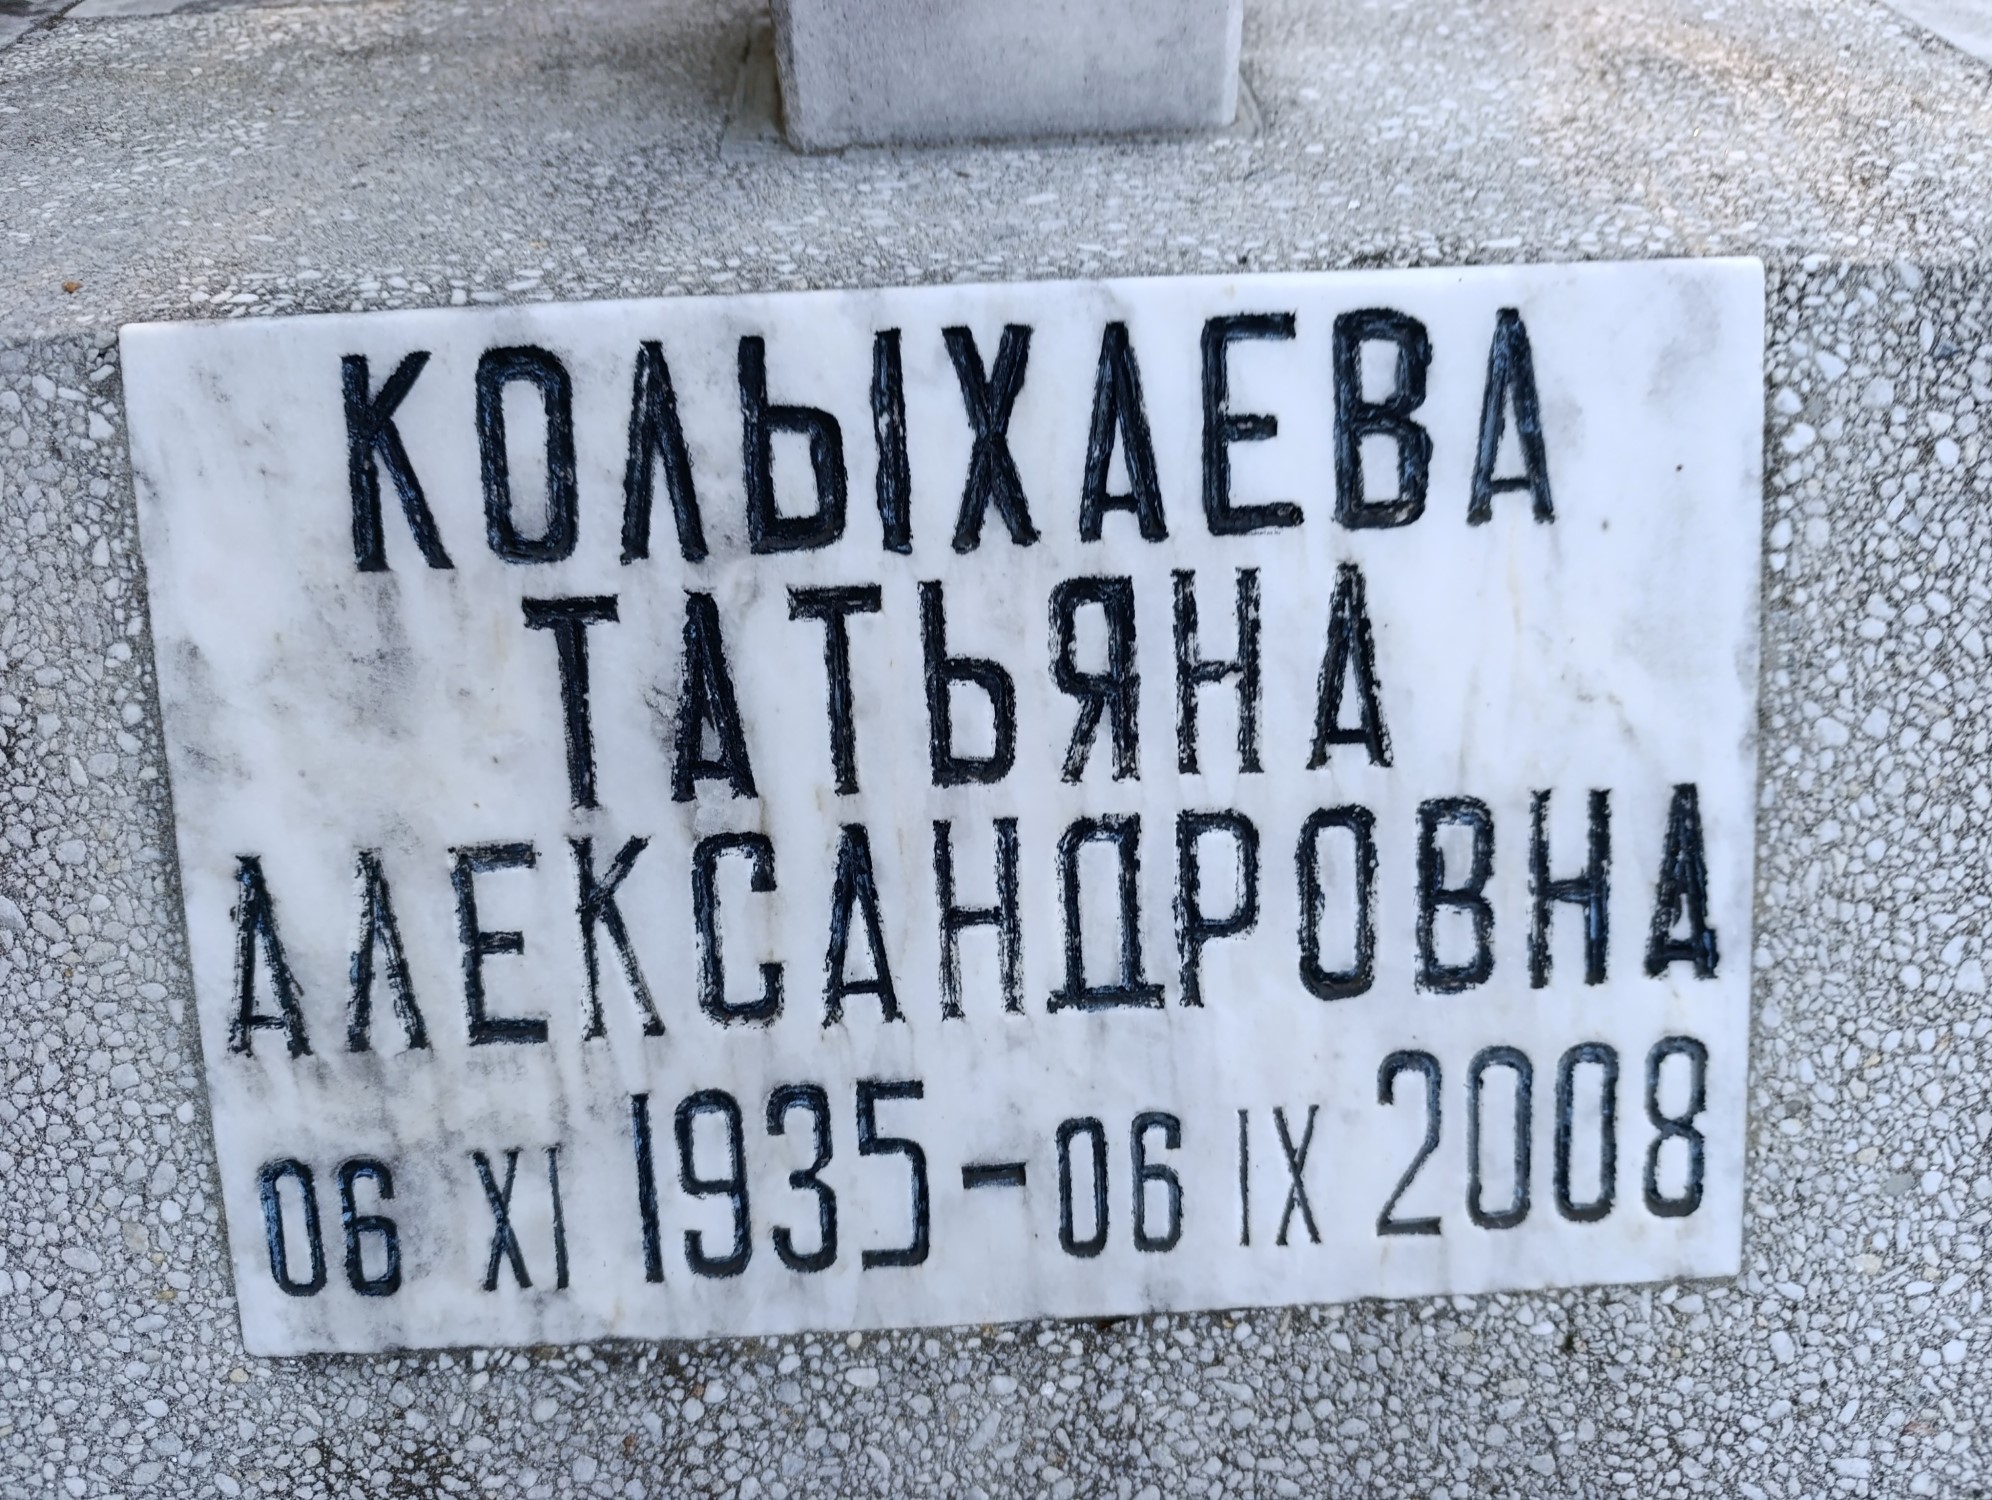 КОЛЫХАЕВА
ТАТЬЯНА
АЛЕКСАНДРОВНА
06 XI 1935-06 IX 2008